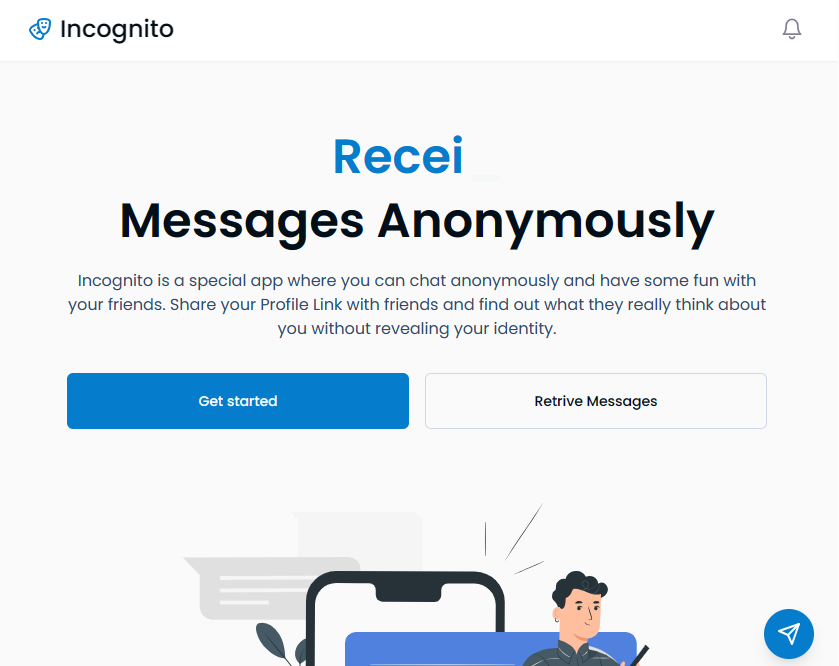 Incognito
Recei
Messages Anonymously
Incognito is a special app where you can chat anonymously and have some fun with
your friends. Share your Profile Link with friends and find out what they really think about
you without revealing your identity.
Get started
Retrive Messages